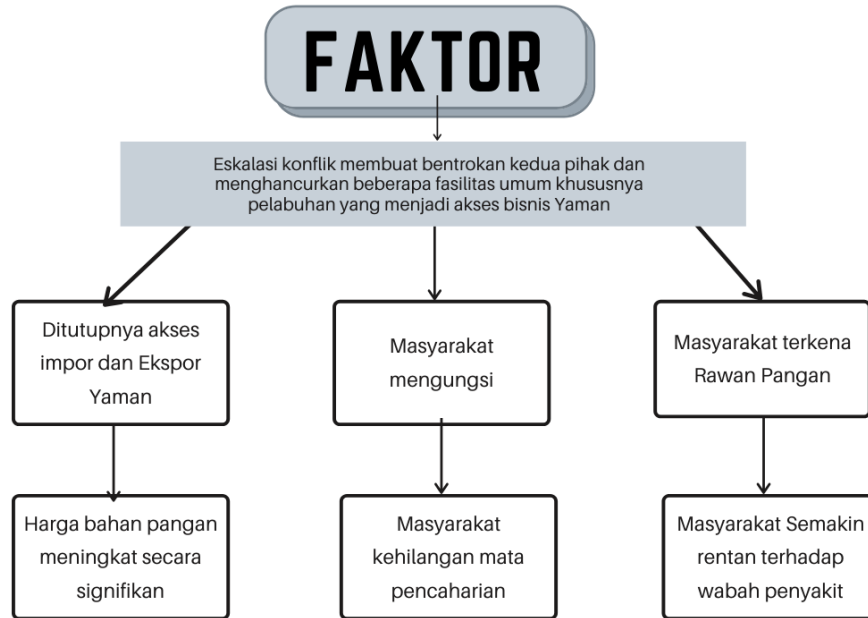 FAKTOR
Eskalasi konflik membuat bentrokan kedua pihak dan
menghancurkan beberapa fasilitas umum khususnya
pelabuhan yang menjadi akses bisnis Yaman
Ditutupnya akses
impor dan Ekspor
Yaman
Masyarakat
mengungsi
Masyarakat terkena
Rawan Pangan
Harga bahan pangan
meningkat secara
signifikan
Masyarakat
kehilangan mata
pencaharian
Masyarakat Semakin
rentan terhadap
wabah penyakit